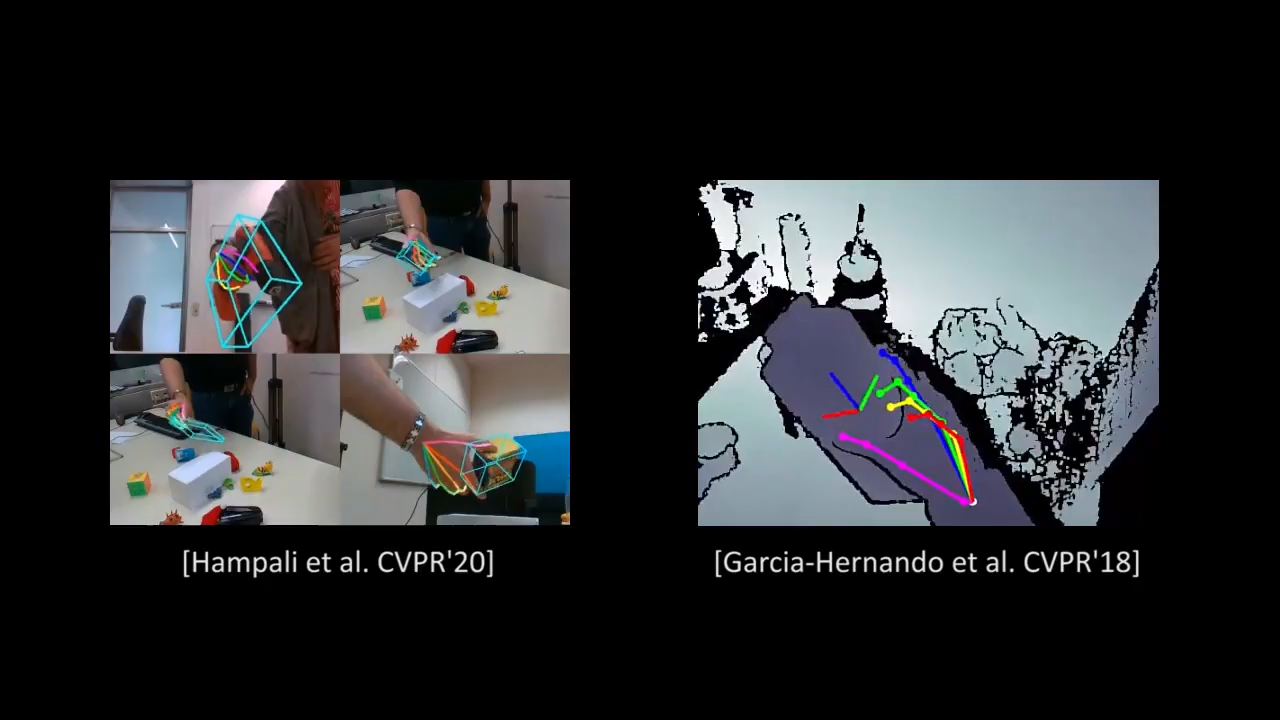 [Hampali et al. CVPR'20]
[Garcia-Hernando et al. CVPR'18]